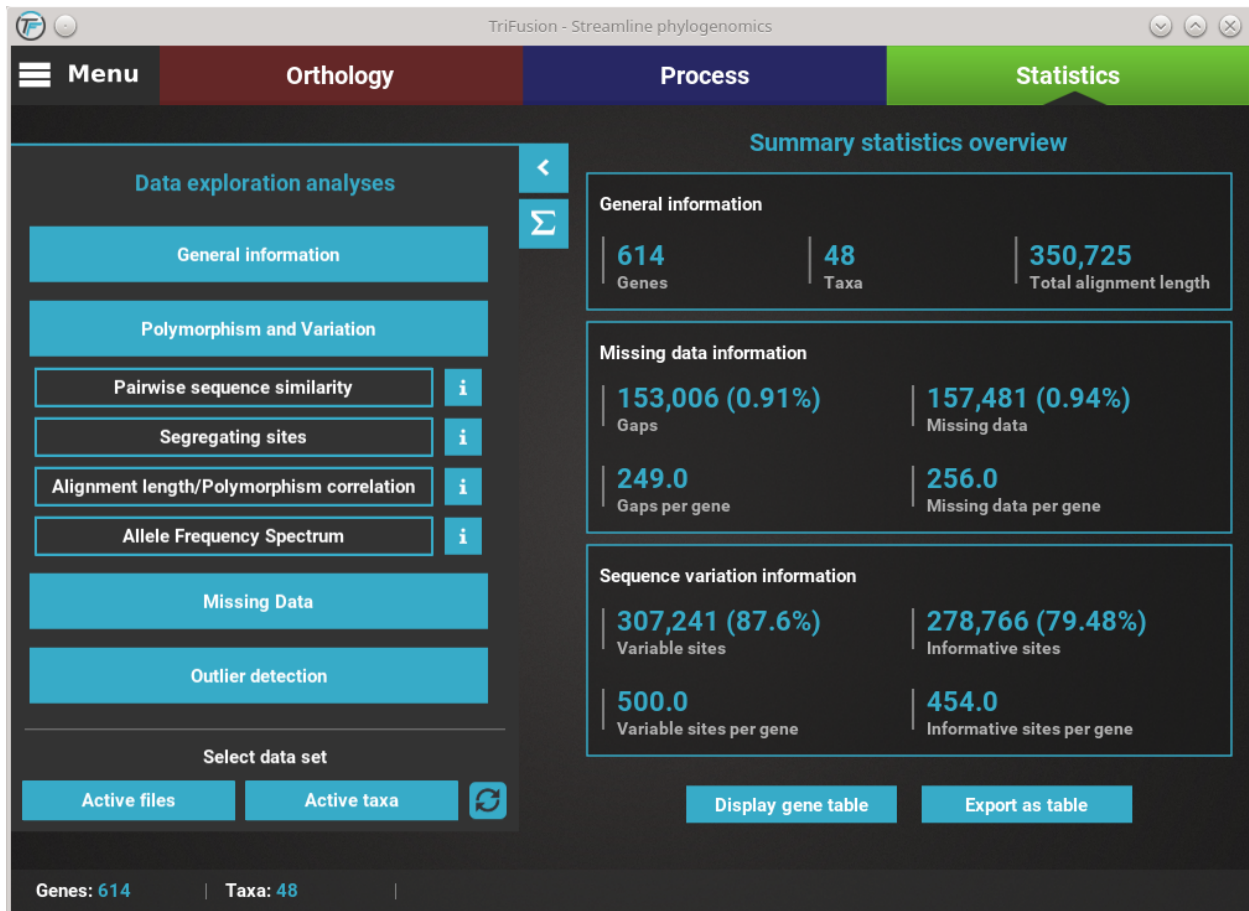 TF
TriFusion - Streamline phylogenomics
Menu
Orthology
Process
Statistics
Data exploration analyses
General information
Polymorphism and Variation
Pairwise sequence similarity
i
Segregating sites
i
Alignment length/Polymorphism correlation
i
Allele Frequency Spectrum
i
Missing Data
Outlier detection
Select data set
Active files
Active taxa
<
Σ
Summary statistics overview
General information
614
Genes
48
Taxa
350,725
Total alignment length
Missing data information
153,006 (0.91%)
Gaps
157,481 (0.94%)
Missing data
249.0
Gaps per gene
256.0
Missing data per gene
Sequence variation information
307,241 (87.6%)
Variable sites
278,766 (79.48%)
Informative sites
500.0
Variable sites per gene
454.0
Informative sites per gene
Display gene table
Export as table
Genes: 614 | Taxa: 48 |